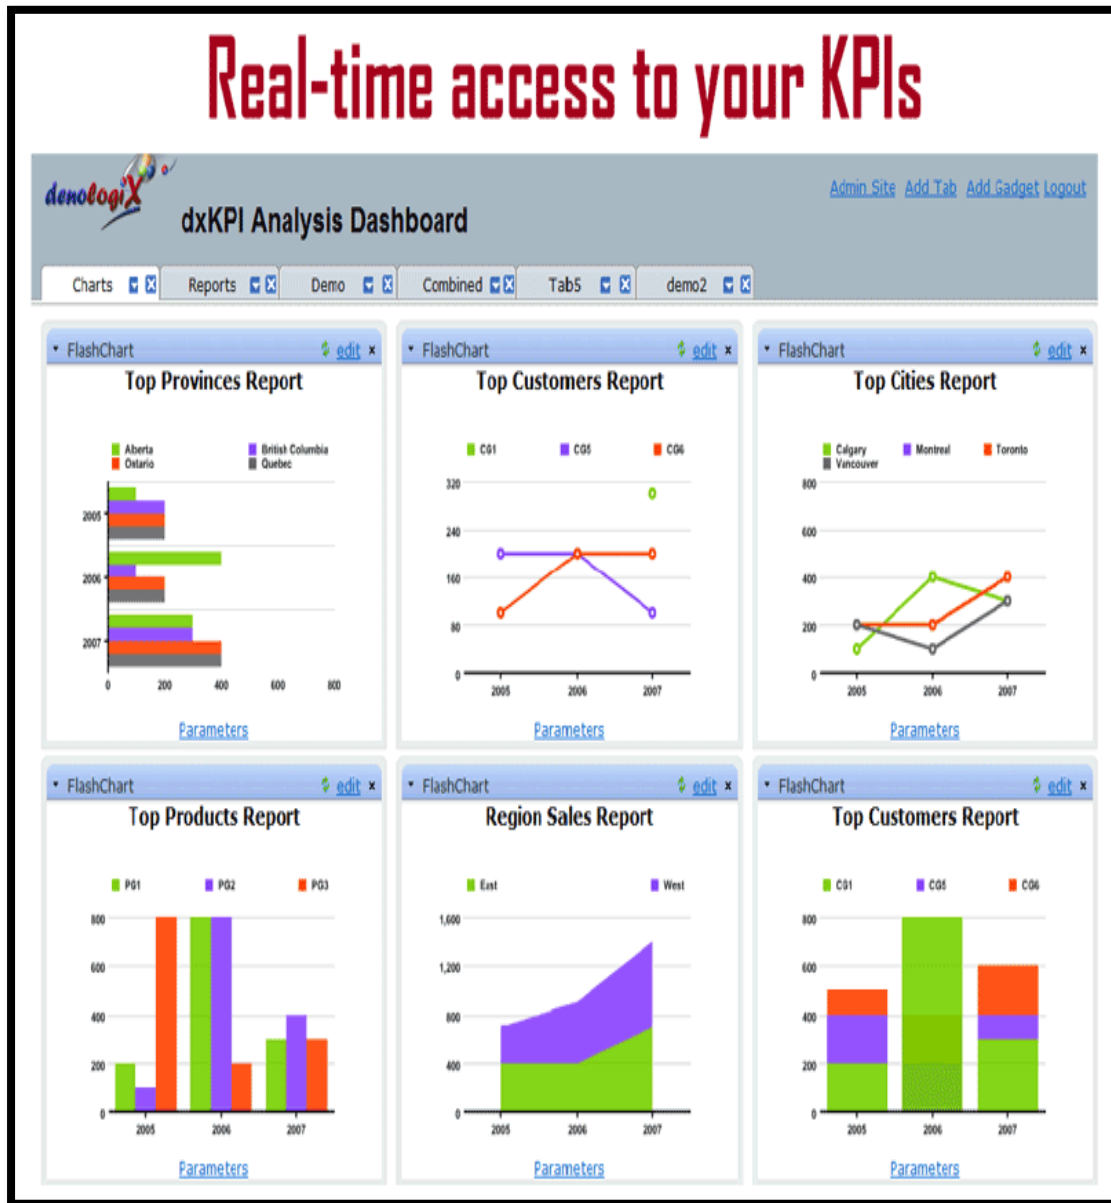 Real-time access to your KPIs
denologiX
Admin Site Add Tab Add Gadget Logout
dxKPI Analysis Dashboard
Charts Reports Demo Combined Tab5 demo2
FlashChart edit x
Top Provinces Report
Alberta British Columbia
Ontario Quebec
2005
2006
2007
0 200 400 600 800
Parameters
FlashChart edit x
Top Customers Report
CG1 CG5 CG6
320
240
160
80
0
2005 2006 2007
Parameters
FlashChart edit x
Top Cities Report
Calgary Montreal Toronto
Vancouver
800
600
400
200
0
2005 2006 2007
Parameters
FlashChart edit x
Top Products Report
PG1 PG2 PG3
800
600
400
200
0
2005 2006 2007
Parameters
FlashChart edit x
Region Sales Report
East West
1,600
1,200
800
400
0
2005 2006 2007
Parameters
FlashChart edit x
Top Customers Report
CG1 CG5 CG6
800
600
400
200
0
2005 2006 2007
Parameters